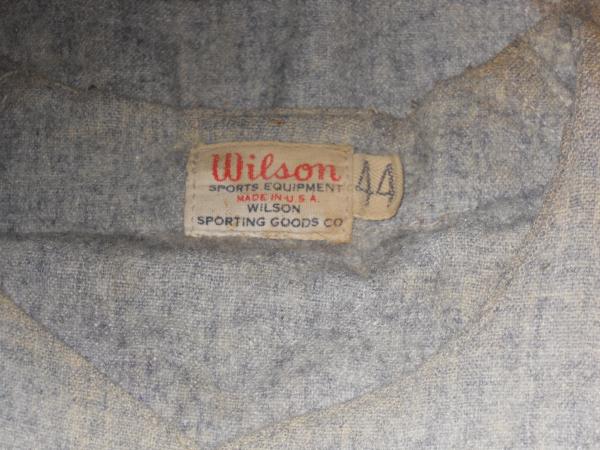 Wilson
SPORTS EQUIPMENT
MADE IN U.S.A.
WILSON
SPORTING GOODS CO
44